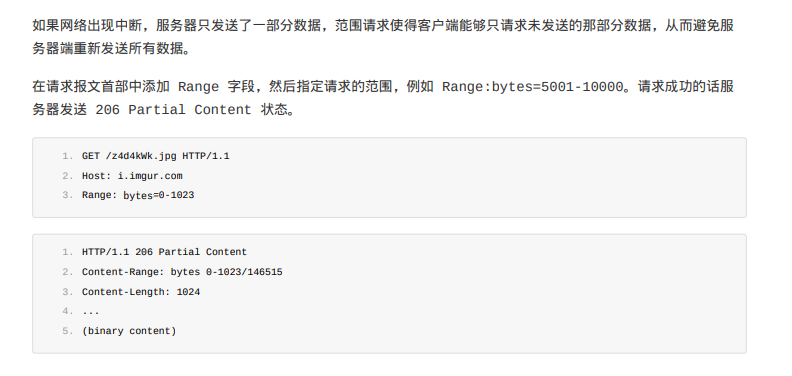 如果网络出现中断，服务器只发送了一部分数据，范围请求使得客户端能够只请求未发送的那部分数据，从而避免服
务器端重新发送所有数据。
在请求报文首部中添加 Range 字段，然后指定请求的范围，例如 Range:bytes=5001-10000。请求成功的话服
务器发送 206 Partial Content 状态。
1. GET /z4d4kWk.jpg HTTP/1.1
2. Host: i.imgur.com
3. Range: bytes=0-1023
1. HTTP/1.1 206 Partial Content
2. Content-Range: bytes 0-1023/146515
3. Content-Length: 1024
4. ...
5. (binary content)